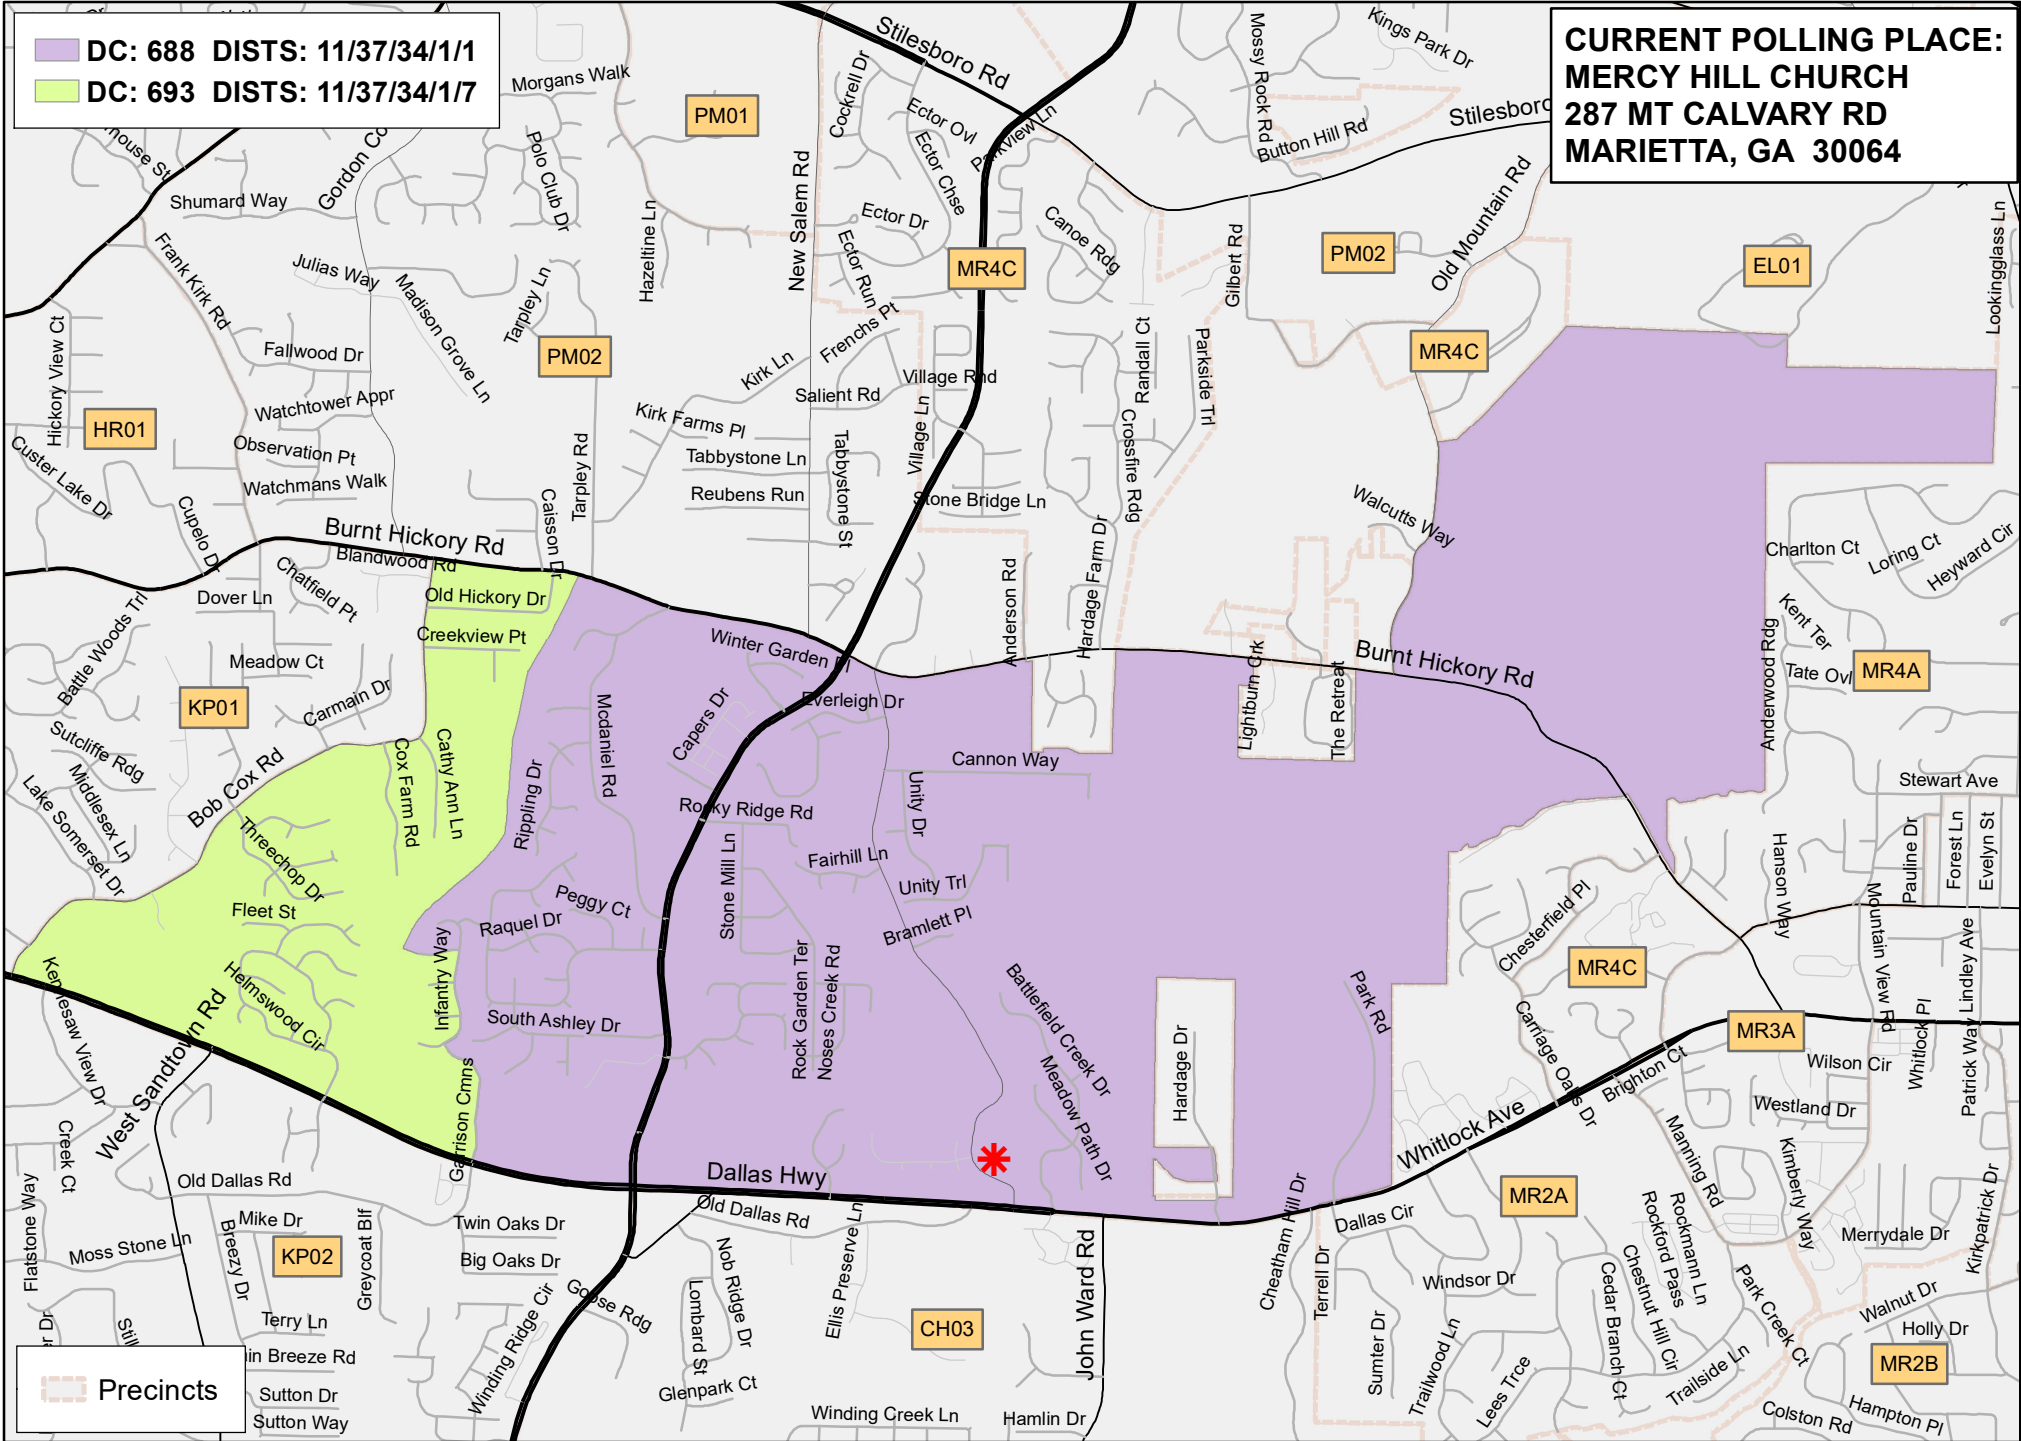 DC: 688 DISTS: 11/37/34/1/1
DC: 693 DISTS: 11/37/34/1/7
CURRENT POLLING PLACE:
MERCY HILL CHURCH
287 MT CALVARY RD
MARIETTA, GA 30064
Stilesboro Rd
Kings Park Dr
Mossy Rock Rd
Morgans Walk
PM01
Cockrell Dr
Ector Ovl
Parkview Ln
Button Hill Rd
Polo Club Dr
Ector Chse
Shumard Way
New Salem Rd
Hazeltine Ln
Ector Dr
Canoe Rdg
Old Mountain Rd
Lookingglass Ln
Frank Kirk Rd
Julias Way
Ector Run
MR4C
Gilbert Rd
PM02
EL01
Madison Grove Ln
Tarpley Ln
Hickory View Ct
Fallwood Dr
PM02
Kirk Ln
Frenchs Pt
Village Rnd
Randall Ct
Parkside Trl
MR4C
Watchtower Appr
Salient Rd
HR01
Kirk Farms Pl
Village Ln
Crossfire Rdg
Custer Lake Dr
Observation Pt
Tarpley Rd
Tabbystone Ln
Tabbystone St
Watchmans Walk
Reubens Run
Stone Bridge Ln
Walcutts Way
Cupelo Dr
Burnt Hickory Rd
Caisson Dr
Charlton Ct
Loring Ct
Heyward Cir
Blandwood Rd
Chatfield Pt
Dover Ln
Old Hickory Dr
Anderson Rd
Hardage Farm Dr
Battle Woods Trl
Creekview Pt
Winter Garden Pl
Kent Ter
Meadow Ct
Burnt Hickory Rd
Anderwood Rdg
Tate Ovl
MR4A
KP01
Carmain Dr
Mcdaniel Rd
Capers Dr
Everleigh Dr
Lightburn Crk
The Retreat
Sutcliffe Rdg
Bob Cox Rd
Cox Farm Rd
Cathy Ann Ln
Rippling Dr
Cannon Way
Stewart Ave
Middlesex Ln
Lake Somerset Dr
Rocky Ridge Rd
Unity Dr
Threechop Dr
Stone Mill Ln
Fairhill Ln
Hanson Way
Pauline Dr
Forest Ln
Evelyn St
Fleet St
Peggy Ct
Raquel Dr
Unity Trl
Bramlett Pl
Chesterfield Pl
Mountain View Rd
Patrick Way
Lindley Ave
Kennesaw View Dr
Helmswood Cir
Infantry Way
Rock Garden Ter
Noses Creek Rd
Battlefield Creek Dr
Park Rd
MR4C
West Sandtown Rd
South Ashley Dr
Carriage Oaks Dr
MR3A
Whitlock Pl
Wilson Cir
Brighton Ct
Garrison Cmns
Meadow Path Dr
Hardage Dr
Whitlock Ave
Westland Dr
Creek Ct
Manning Rd
Kimberly Way
Flatstone Way
Old Dallas Rd
Dallas Hwy
MR2A
Kirkpatrick Dr
Mike Dr
Greycoat Blf
Twin Oaks Dr
Old Dallas Rd
Ellis Preserve Ln
Cheatham Hill Dr
Dallas Cir
Rockford Pass
Rockmann Ln
Merrydale Dr
Moss Stone Ln
Breezy Dr
KP02
Big Oaks Dr
Nob Ridge Dr
John Ward Rd
Terrell Dr
Windsor Dr
Cedar Branch Ct
Chestnut Hill Cir
Park Creek Ct
Walnut Dr
Terry Ln
Winding Ridge Cir
Goose Rdg
Lombard St
CH03
Sumter Dr
Trailwood Ln
Holly Dr
MR2B
Glenpark Ct
Lees Trce
Trailside Ln
Precincts
Sutton Dr
Sutton Way
Winding Creek Ln
Hamlin Dr
Colston Rd
Hampton Pl